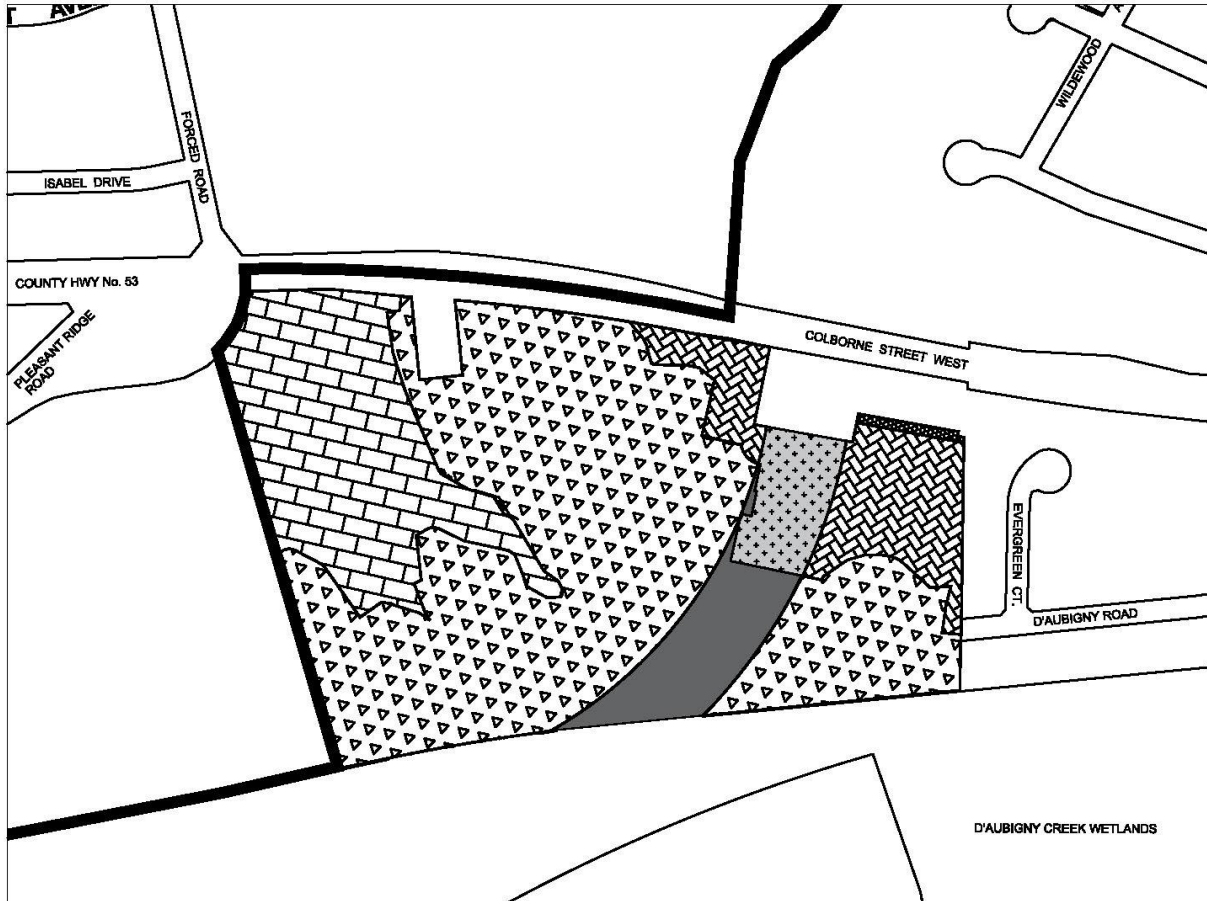 WILDEWOOD
FORCED ROAD
ISABEL DRIVE
COUNTY HWY No. 53
PLEASANT RIDGE
ROAD
COLBORNE STREET WEST
EVERGREEN CT.
D'AUBIGNY ROAD
D'AUBIGNY CREEK WETLANDS